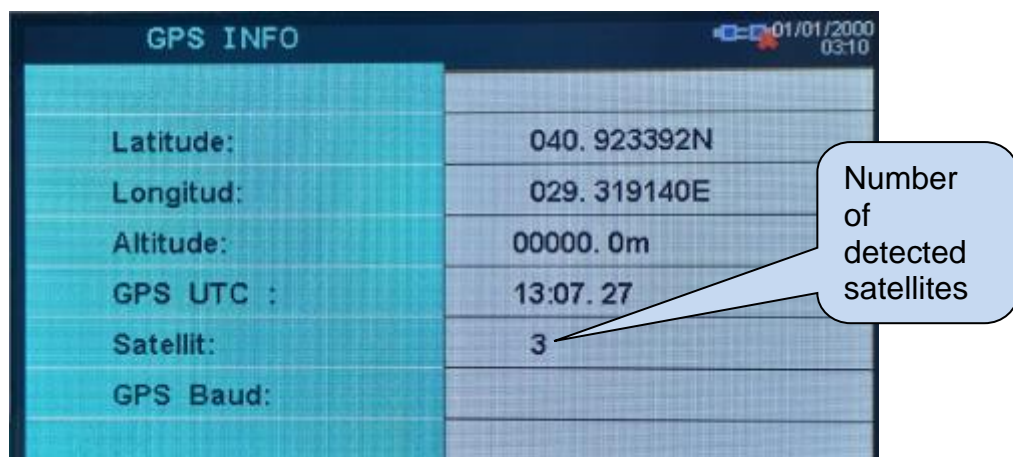 GPS INFO
01/01/2000
03:10
Latitude: 040. 923392N
Longitud: 029. 319140E
Altitude: 00000. 0m
GPS UTC : 13:07. 27
Satellit: 3
GPS Baud:
Number
of
detected
satellites